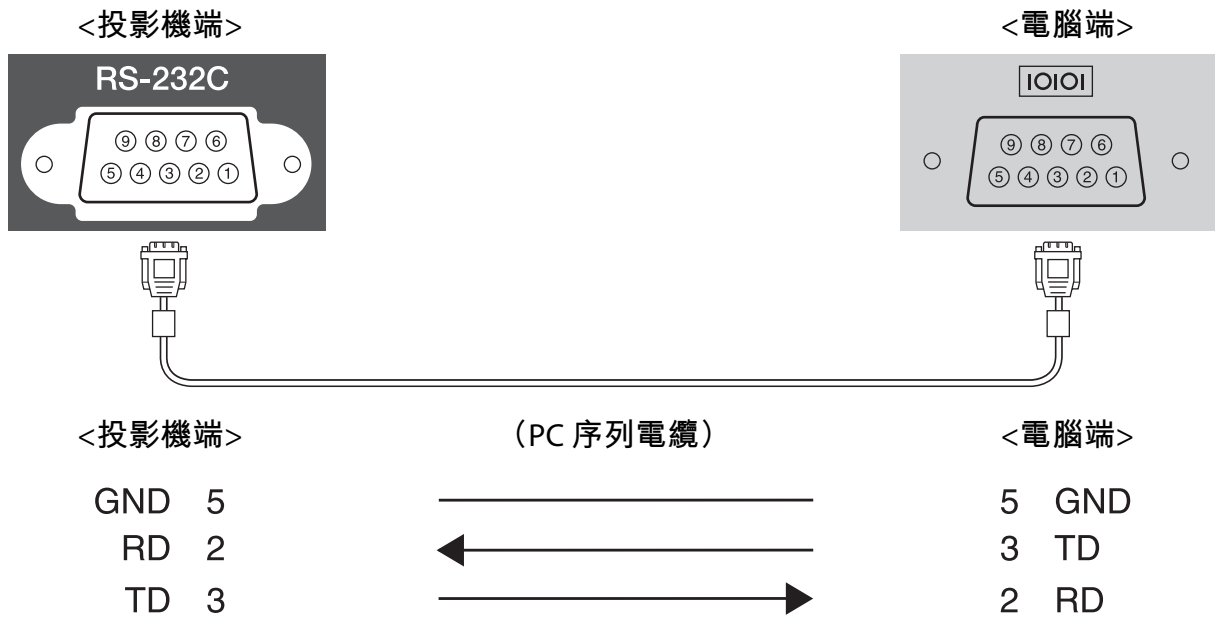 <投影機端>
<電腦端>
RS-232C
IOIOI
9 8 7 6
5 4 3 2 1
9 8 7 6
5 4 3 2 1
<投影機端>
（PC 序列電纜）
<電腦端>
GND 5
5 GND
RD 2
3 TD
TD 3
2 RD